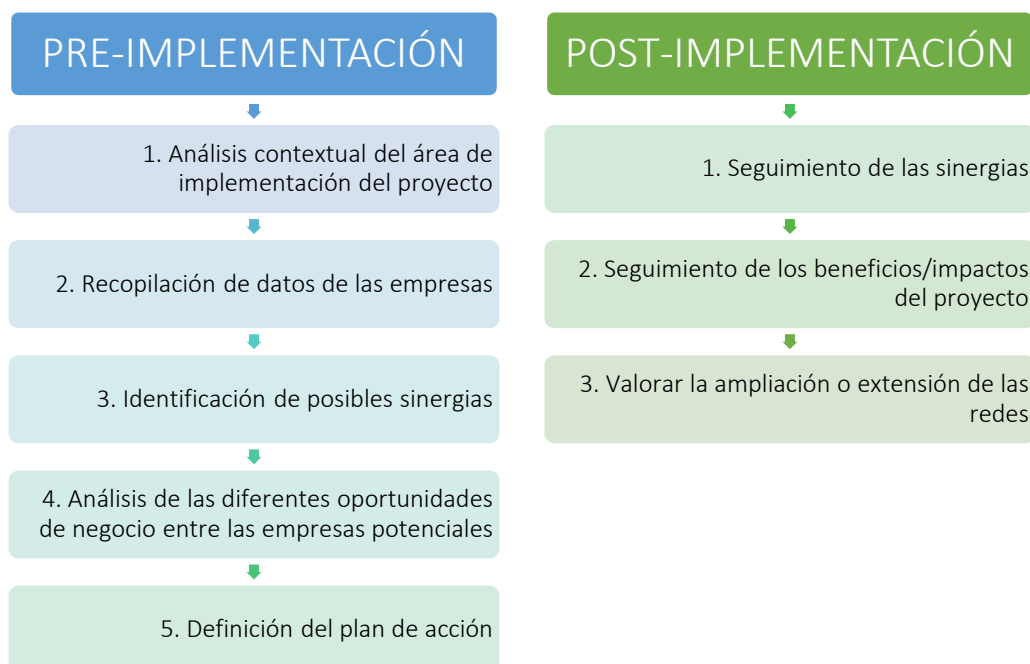 PRE-IMPLEMENTACIÓN
1. Análisis contextual del área de
implementación del proyecto
2. Recopilación de datos de las empresas
3. Identificación de posibles sinergias
4. Análisis de las diferentes oportunidades
de negocio entre las empresas potenciales
5. Definición del plan de acción
POST-IMPLEMENTACIÓN
1. Seguimiento de las sinergias
2. Seguimiento de los beneficios/impactos
del proyecto
3. Valorar la ampliación o extensión de las
redes